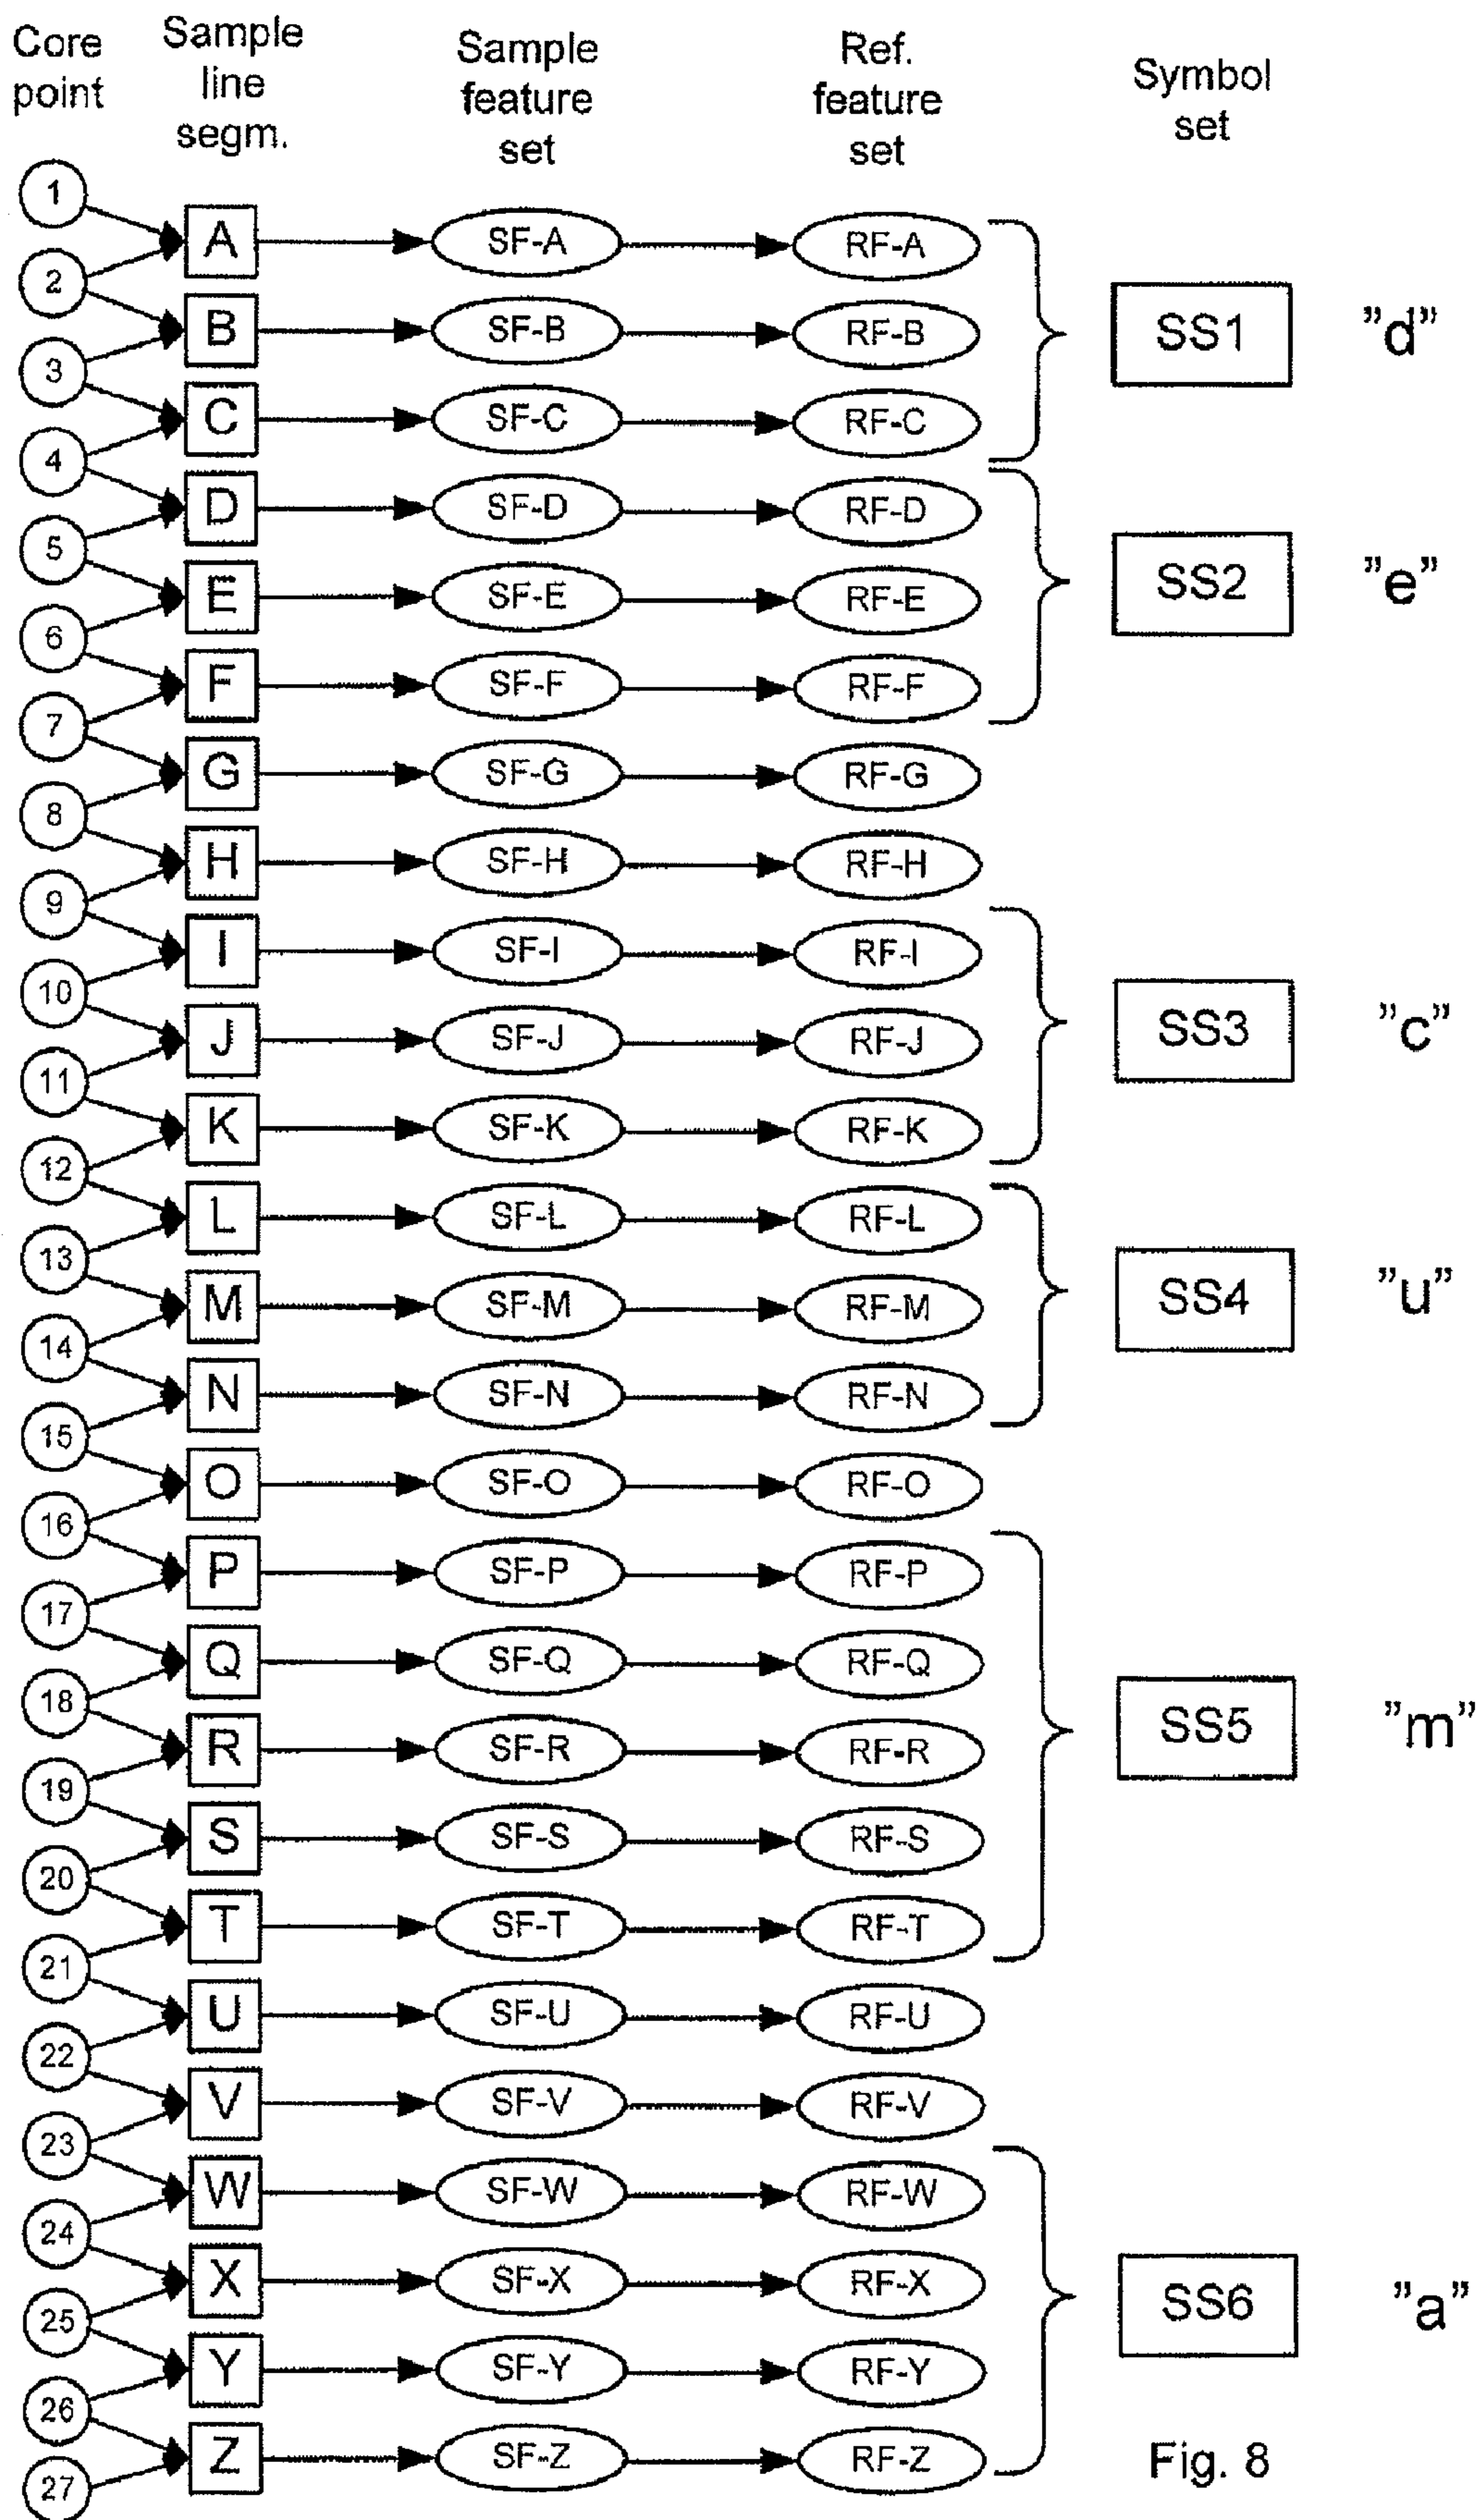 Core point
Sample line segm.
Sample feature set
Ref. feature set
Symbol set
1
A SF-A RF-A
2
B SF-B RF-B SS1 ”d”
3
C SF-C RF-C
4
D SF-D RF-D
5
E SF-E RF-E SS2 ”e”
6
F SF-F RF-F
7
G SF-G RF-G
8
H SF-H RF-H
9
I SF-I RF-I
10
J SF-J RF-J SS3 ”c”
11
K SF-K RF-K
12
L SF-L RF-L
13
M SF-M RF-M SS4 ”u”
14
N SF-N RF-N
15
O SF-O RF-O
16
P SF-P RF-P
17
Q SF-Q RF-Q
18
R SF-R RF-R SS5 ”m”
19
S SF-S RF-S
20
T SF-T RF-T
21
U SF-U RF-U
22
V SF-V RF-V
23
W SF-W RF-W
24
X SF-X RF-X SS6 ”a”
25
Y SF-Y RF-Y
26
Z SF-Z RF-Z
27
Fig. 8